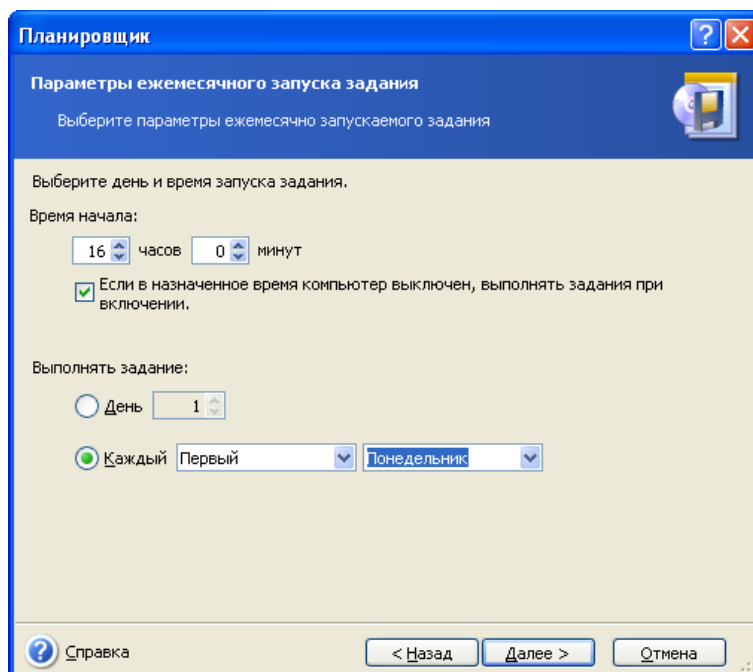 Планировщик
Параметры ежемесячного запуска задания
Выберите параметры ежемесячно запускаемого задания
Выберите день и время запуска задания.
Время начала:
16 часов 0 минут
Если в назначенное время компьютер выключен, выполнять задания при
включении.
Выполнять задание:
День 1
Каждый Первый Понедельник
Справка < Назад Далее > Отмена